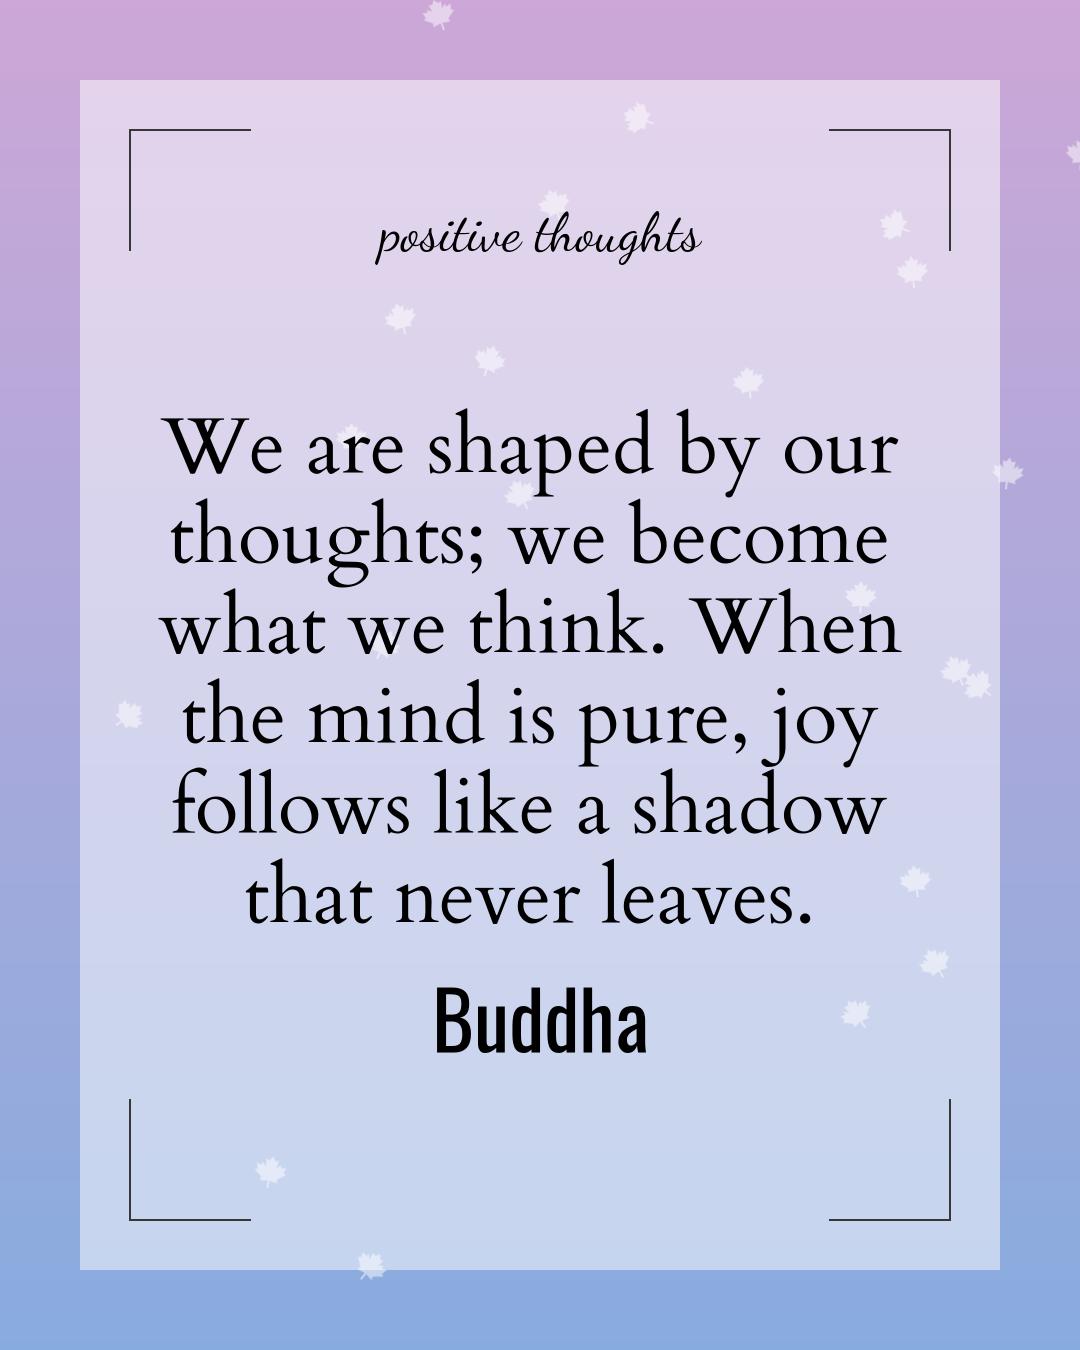 positive thoughts
We are shaped by our
thoughts; we become
what we think. When
the mind is pure, joy
follows like a shadow
that never leaves.
Buddha